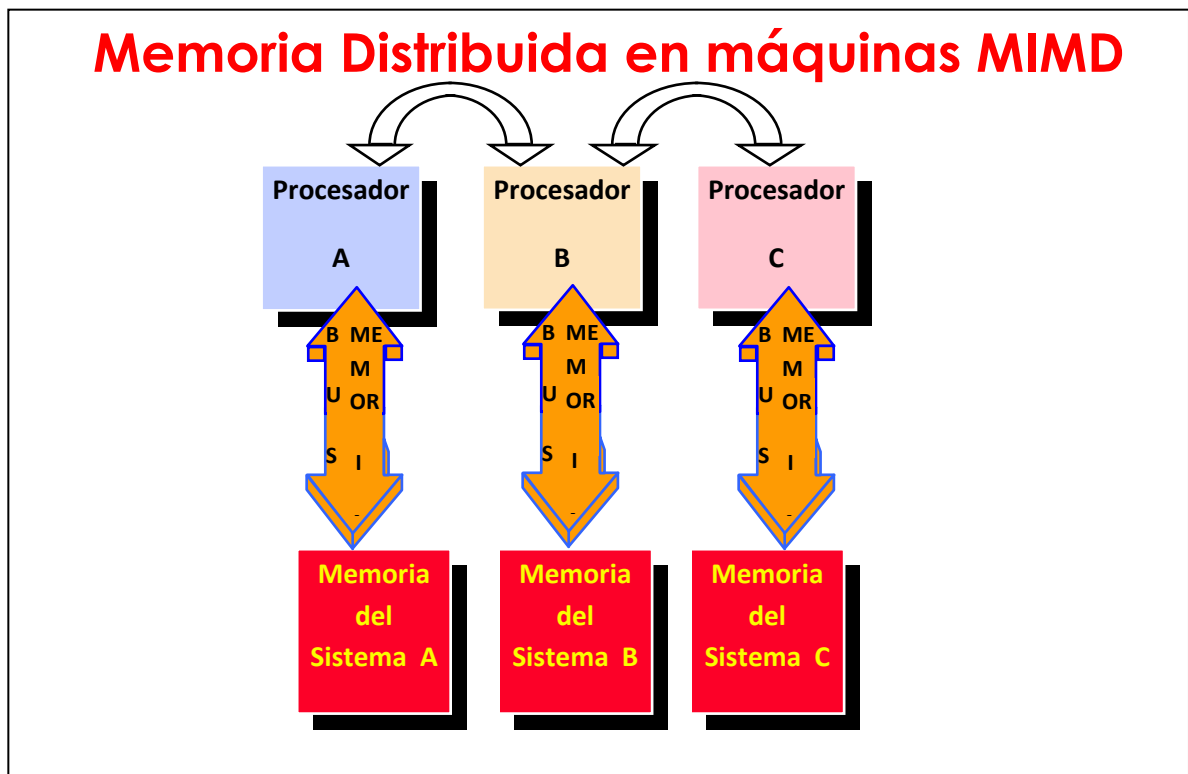 Memoria Distribuida en máquinas MIMD
Procesador
A
Procesador
B
Procesador
C
B ME
M
U OR
S I
B ME
M
U OR
S I
B ME
M
U OR
S I
Memoria
del
Sistema A
Memoria
del
Sistema B
Memoria
del
Sistema C